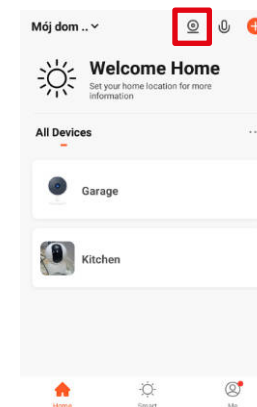 Mój dom ..
Welcome Home
Set your home location for more
information
All Devices
Garage
Kitchen
Home
Smart
Me